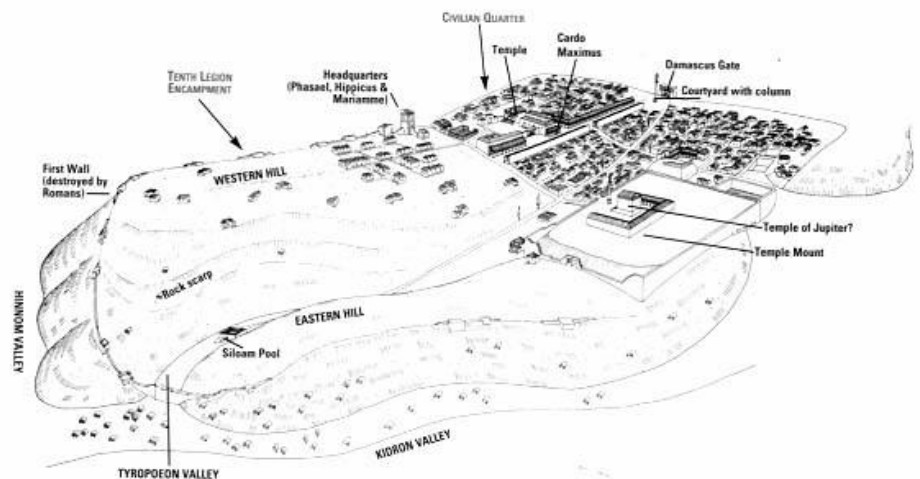 CIVILIAN QUARTER
Temple
Cardo
Maximus
Damascus Gate
Courtyard with column
TENTH LEGION
ENCAMPMENT
Headquarters
(Phasael, Hippicus &
Mariamme)
First Wall
(destroyed by
Romans)
WESTERN HILL
Temple of Jupiter?
Temple Mount
Rock scarp
EASTERN HILL
Siloam Pool
HINNOM VALLEY
KIDRON VALLEY
TYROPOEON VALLEY